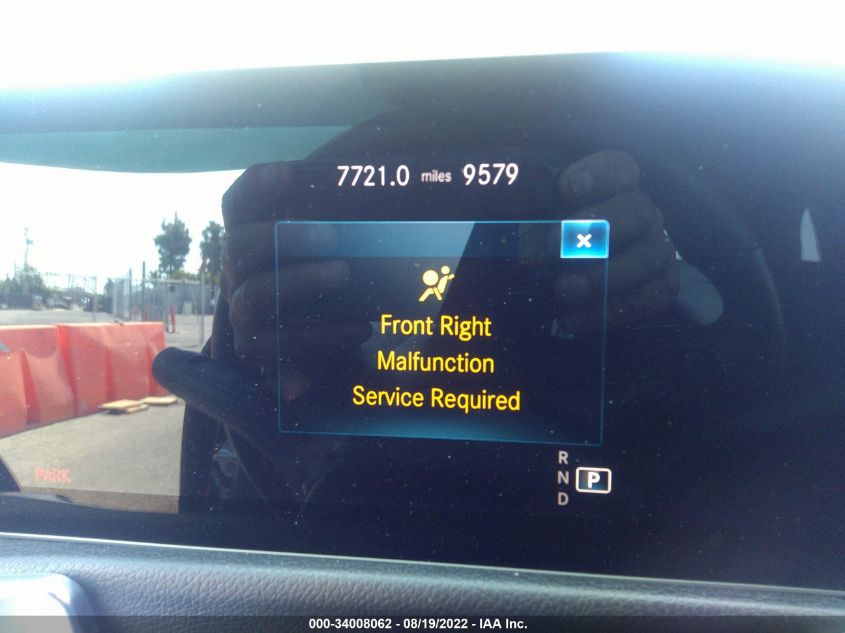 7721.0 miles 9579
×
Front Right
Malfunction
Service Required
R
N P
D
PARK
000-34008062 - 08/19/2022 - IAA Inc.